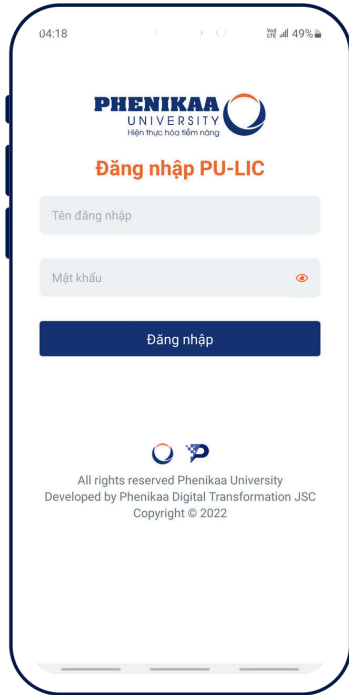 04:18
49%
PHENIKAA
UNIVERSITY
Hiện thực hóa tiềm năng
Đăng nhập PU-LIC
Tên đăng nhập
Mật khẩu
Đăng nhập
All rights reserved Phenikaa University
Developed by Phenikaa Digital Transformation JSC
Copyright © 2022